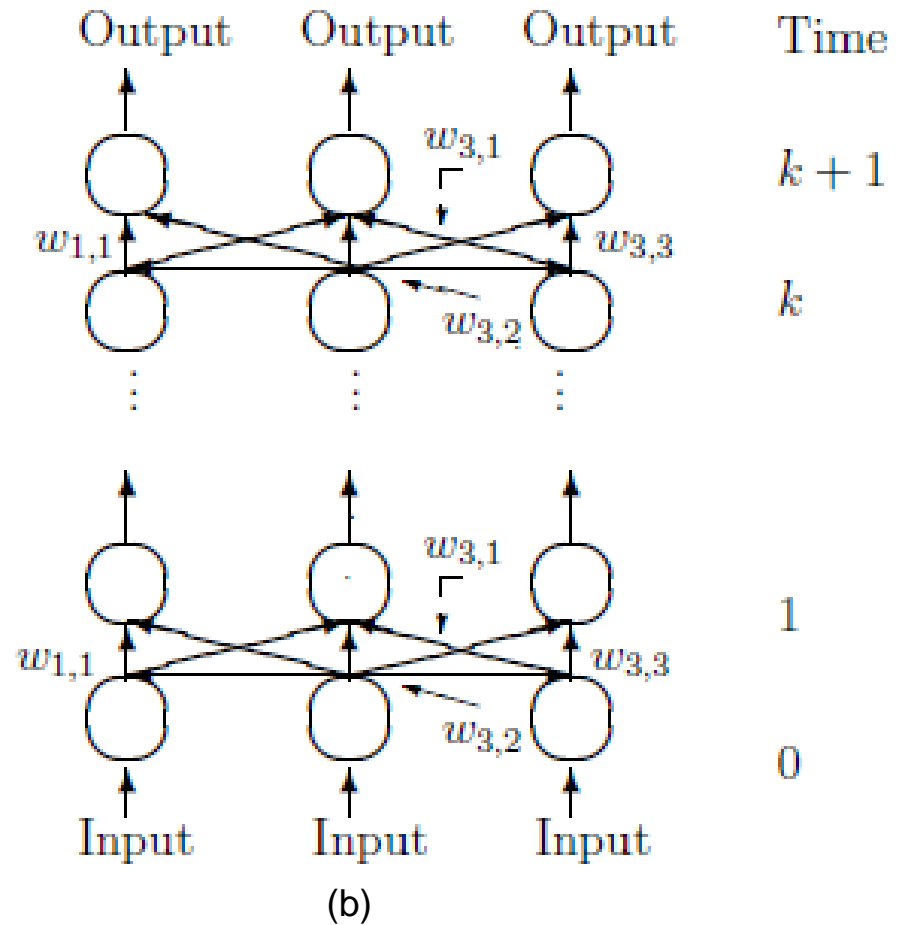 Output Output Output Time
w3,1
k + 1
w1,1 w3,3
k
w3,2
⋮ ⋮ ⋮
w3,1
1
w1,1 w3,3
w3,2
0
Input Input Input
(b)